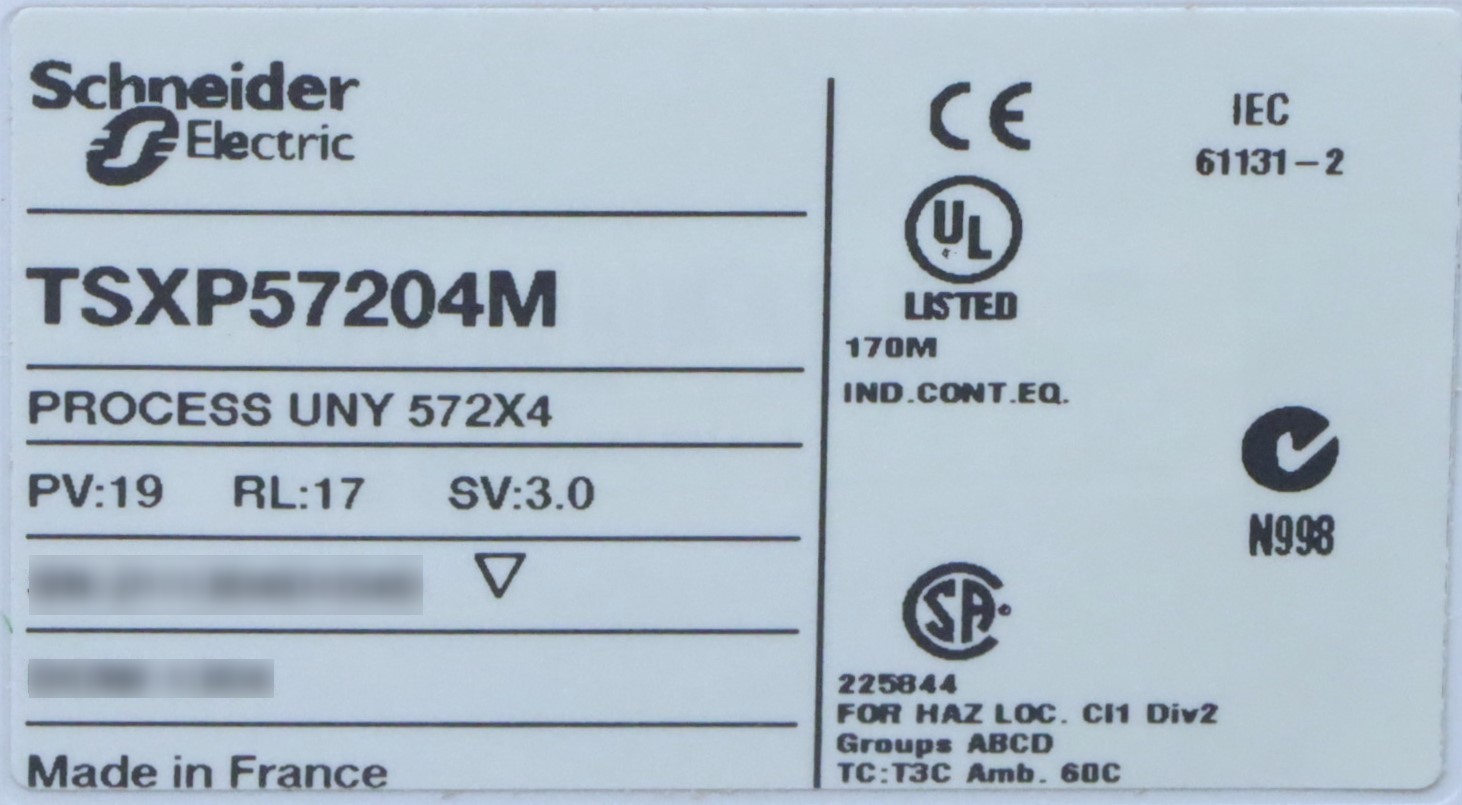 Schneider
Electric
TSXP57204M
PROCESS UNY 572X4
PV:19 RL:17 SV:3.0
Made in France
CE
IEC
61131-2
UL
LISTED
170M
IND.CONT.EQ.
N998
SA
225844
FOR HAZ LOC. Cl1 Div2
Groups ABCD
TC:T3C Amb. 60C